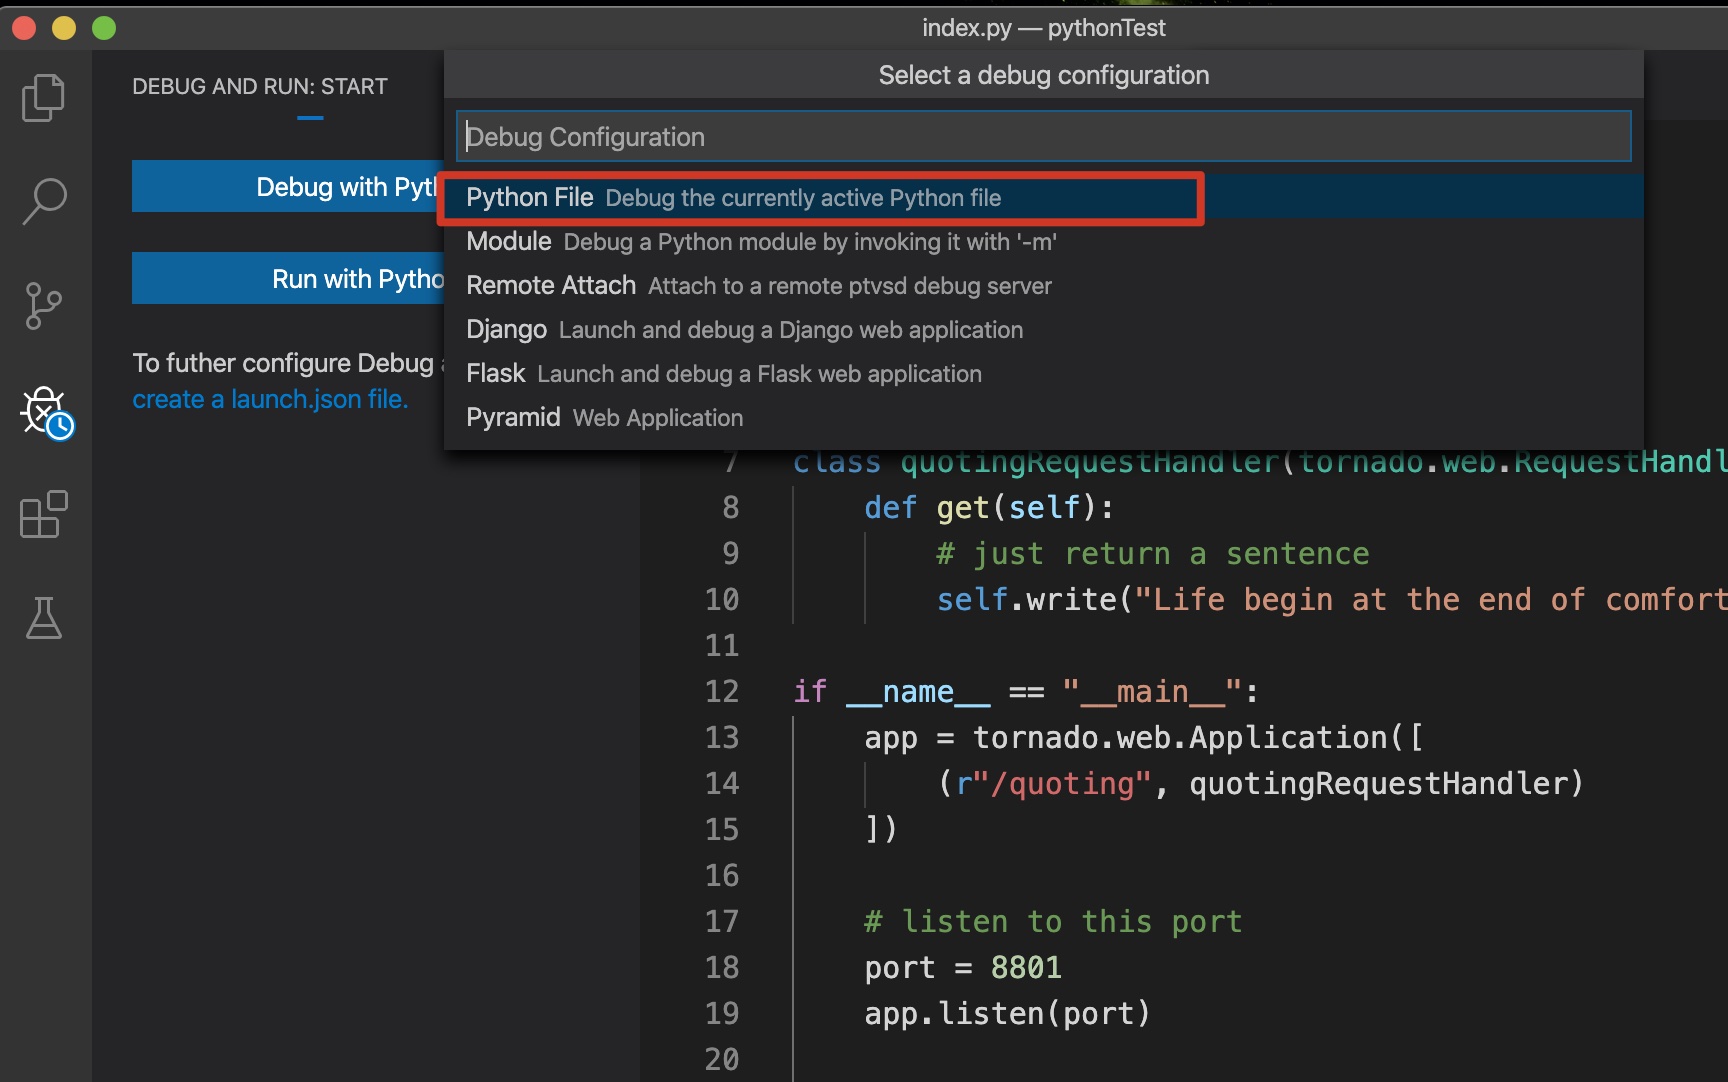 index.py — pythonTest
DEBUG AND RUN: START
Select a debug configuration
Debug Configuration
Debug with Pyth
Python File Debug the currently active Python file
Module Debug a Python module by invoking it with '-m'
Run with Pytho
Remote Attach Attach to a remote ptvsd debug server
Django Launch and debug a Django web application
To futher configure Debug a
Flask Launch and debug a Flask web application
create a launch.json file.
Pyramid Web Application
7 class quotingRequestHandler(tornado.web.RequestHandl
8 def get(self):
9 # just return a sentence
10 self.write("Life begin at the end of comfort
11
12 if __name__ == "__main__":
13 app = tornado.web.Application([
14 (r"/quoting", quotingRequestHandler)
15 ])
16
17 # listen to this port
18 port = 8801
19 app.listen(port)
20